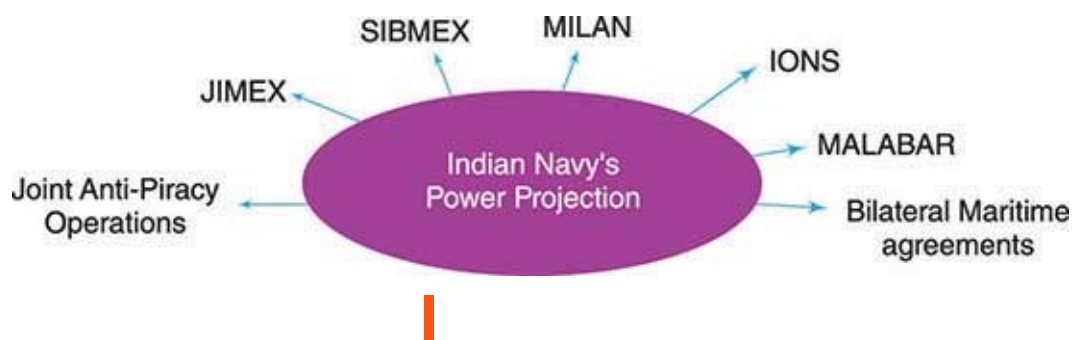 SIBMEX
MILAN
IONS
JIMEX
MALABAR
Indian Navy's
Power Projection
Joint Anti-Piracy
Operations
Bilateral Maritime
agreements